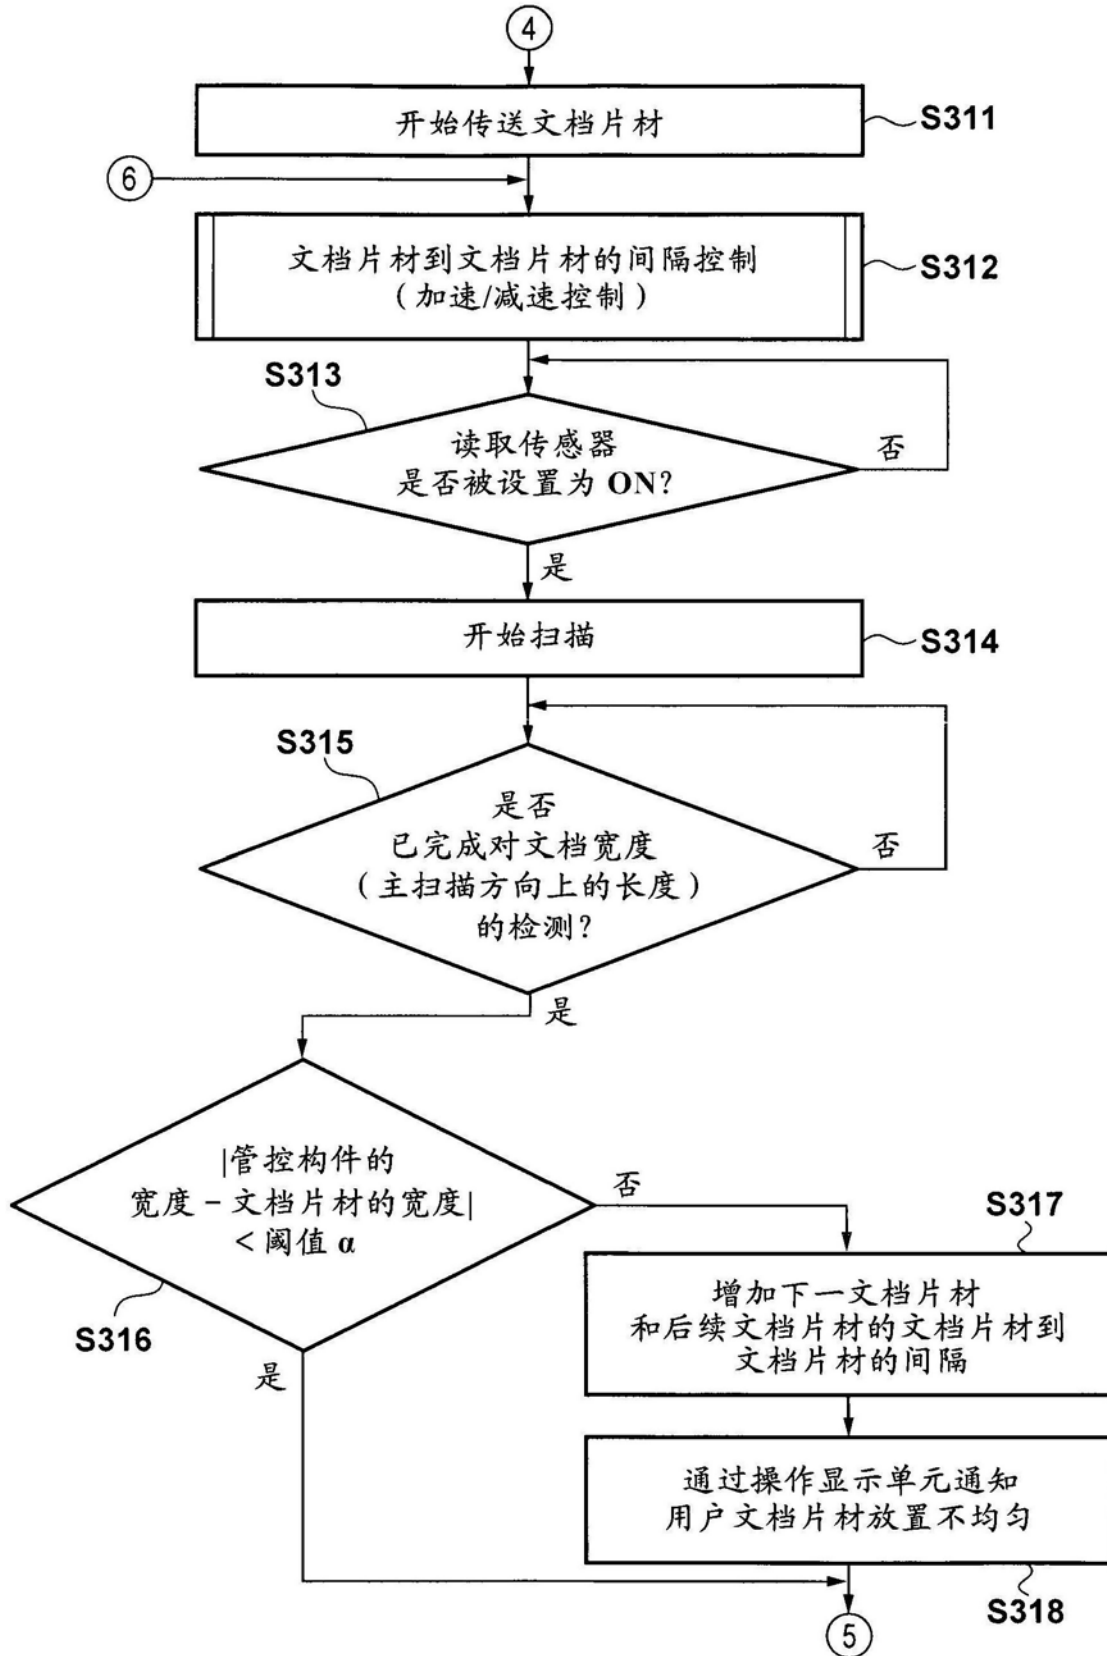 4
开始传送文档片材
S311
6
文档片材到文档片材的间隔控制
（加速/减速控制）
S312
S313
读取传感器
是否被设置为 ON?
否
是
开始扫描
S314
S315
是否
已完成对文档宽度
（主扫描方向上的长度）
的检测?
否
是
|管控构件的
宽度－文档片材的宽度|
<阈值 α
否
S316
是
S317
增加下一文档片材
和后续文档片材的文档片材到
文档片材的间隔
通过操作显示单元通知
用户文档片材放置不均匀
S318
5